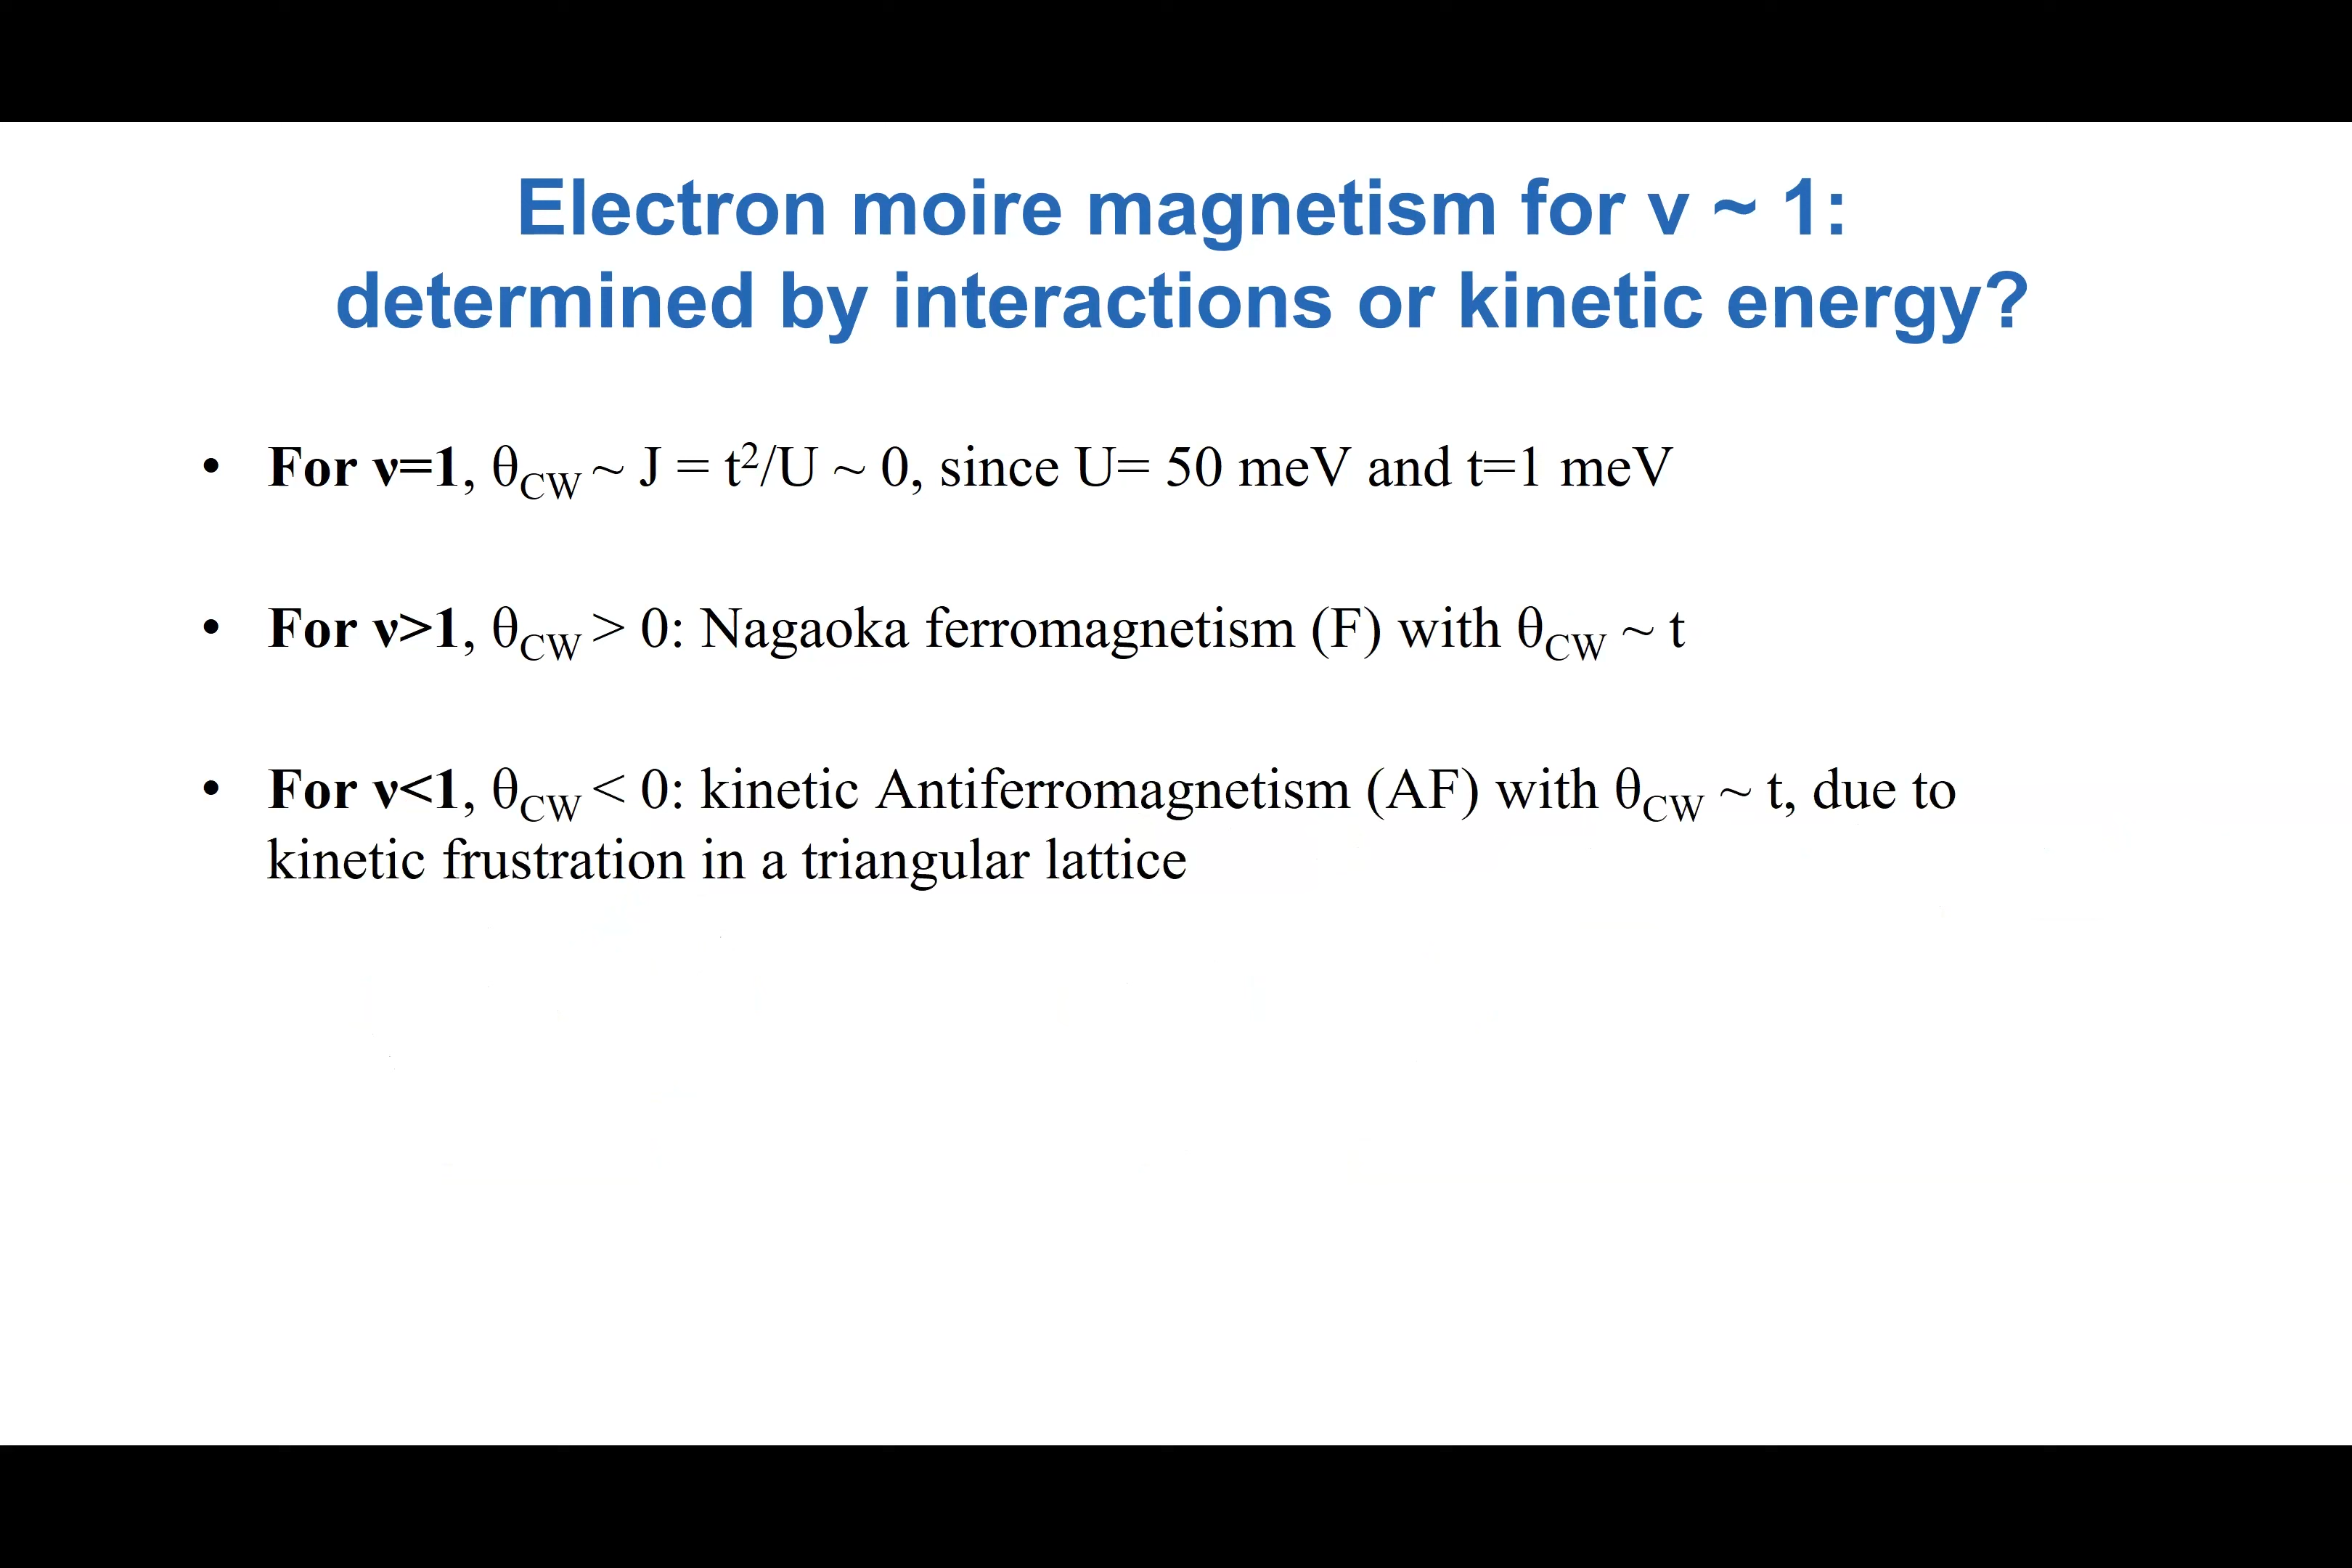 Electron moire magnetism for ν ~ 1:
determined by interactions or kinetic energy?
• For ν=1, θCW ~ J = t²/U ~ 0, since U= 50 meV and t=1 meV
• For ν>1, θCW > 0: Nagaoka ferromagnetism (F) with θCW ~ t
• For ν<1, θCW < 0: kinetic Antiferromagnetism (AF) with θCW ~ t, due to
kinetic frustration in a triangular lattice